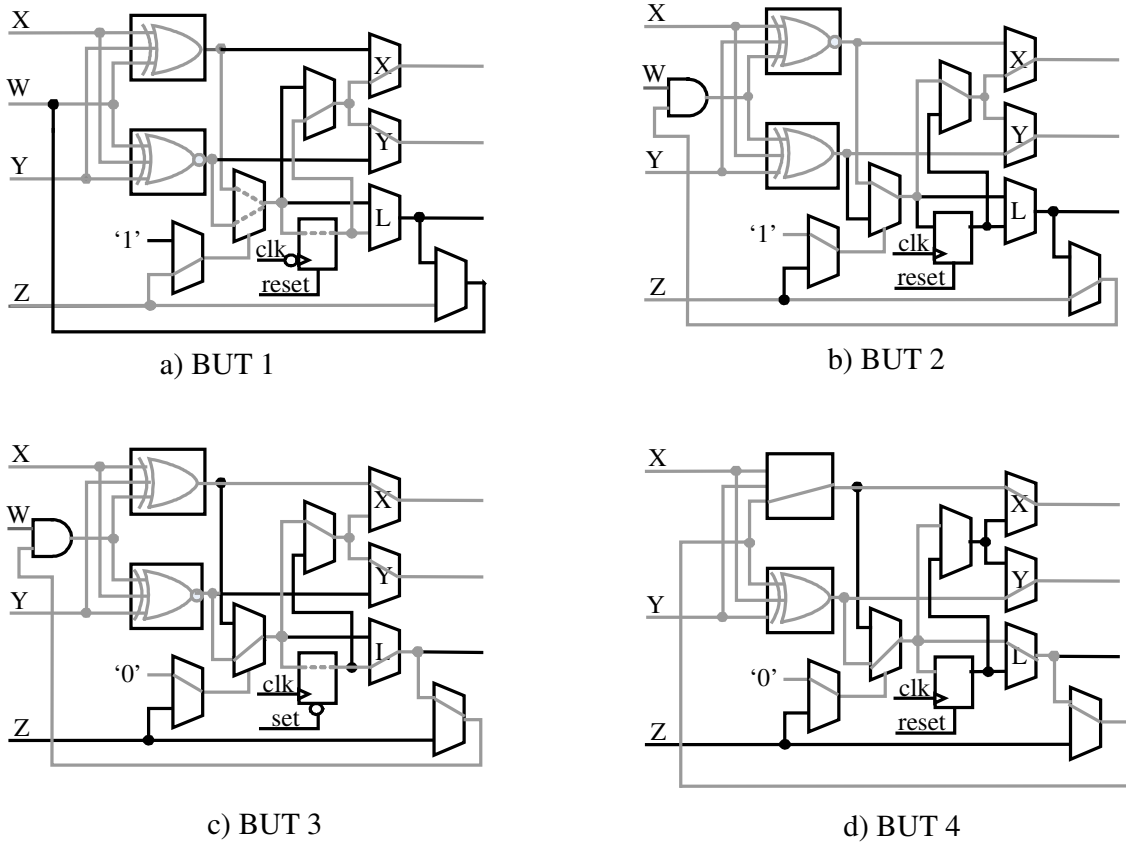 X
W
Y
Z
'1'
clk
reset
X
Y
L
a) BUT 1
X
W
Y
Z
'1'
clk
reset
X
Y
L
b) BUT 2
X
W
Y
Z
'0'
clk
set
X
Y
L
c) BUT 3
X
Y
Z
'0'
clk
reset
X
Y
L
d) BUT 4